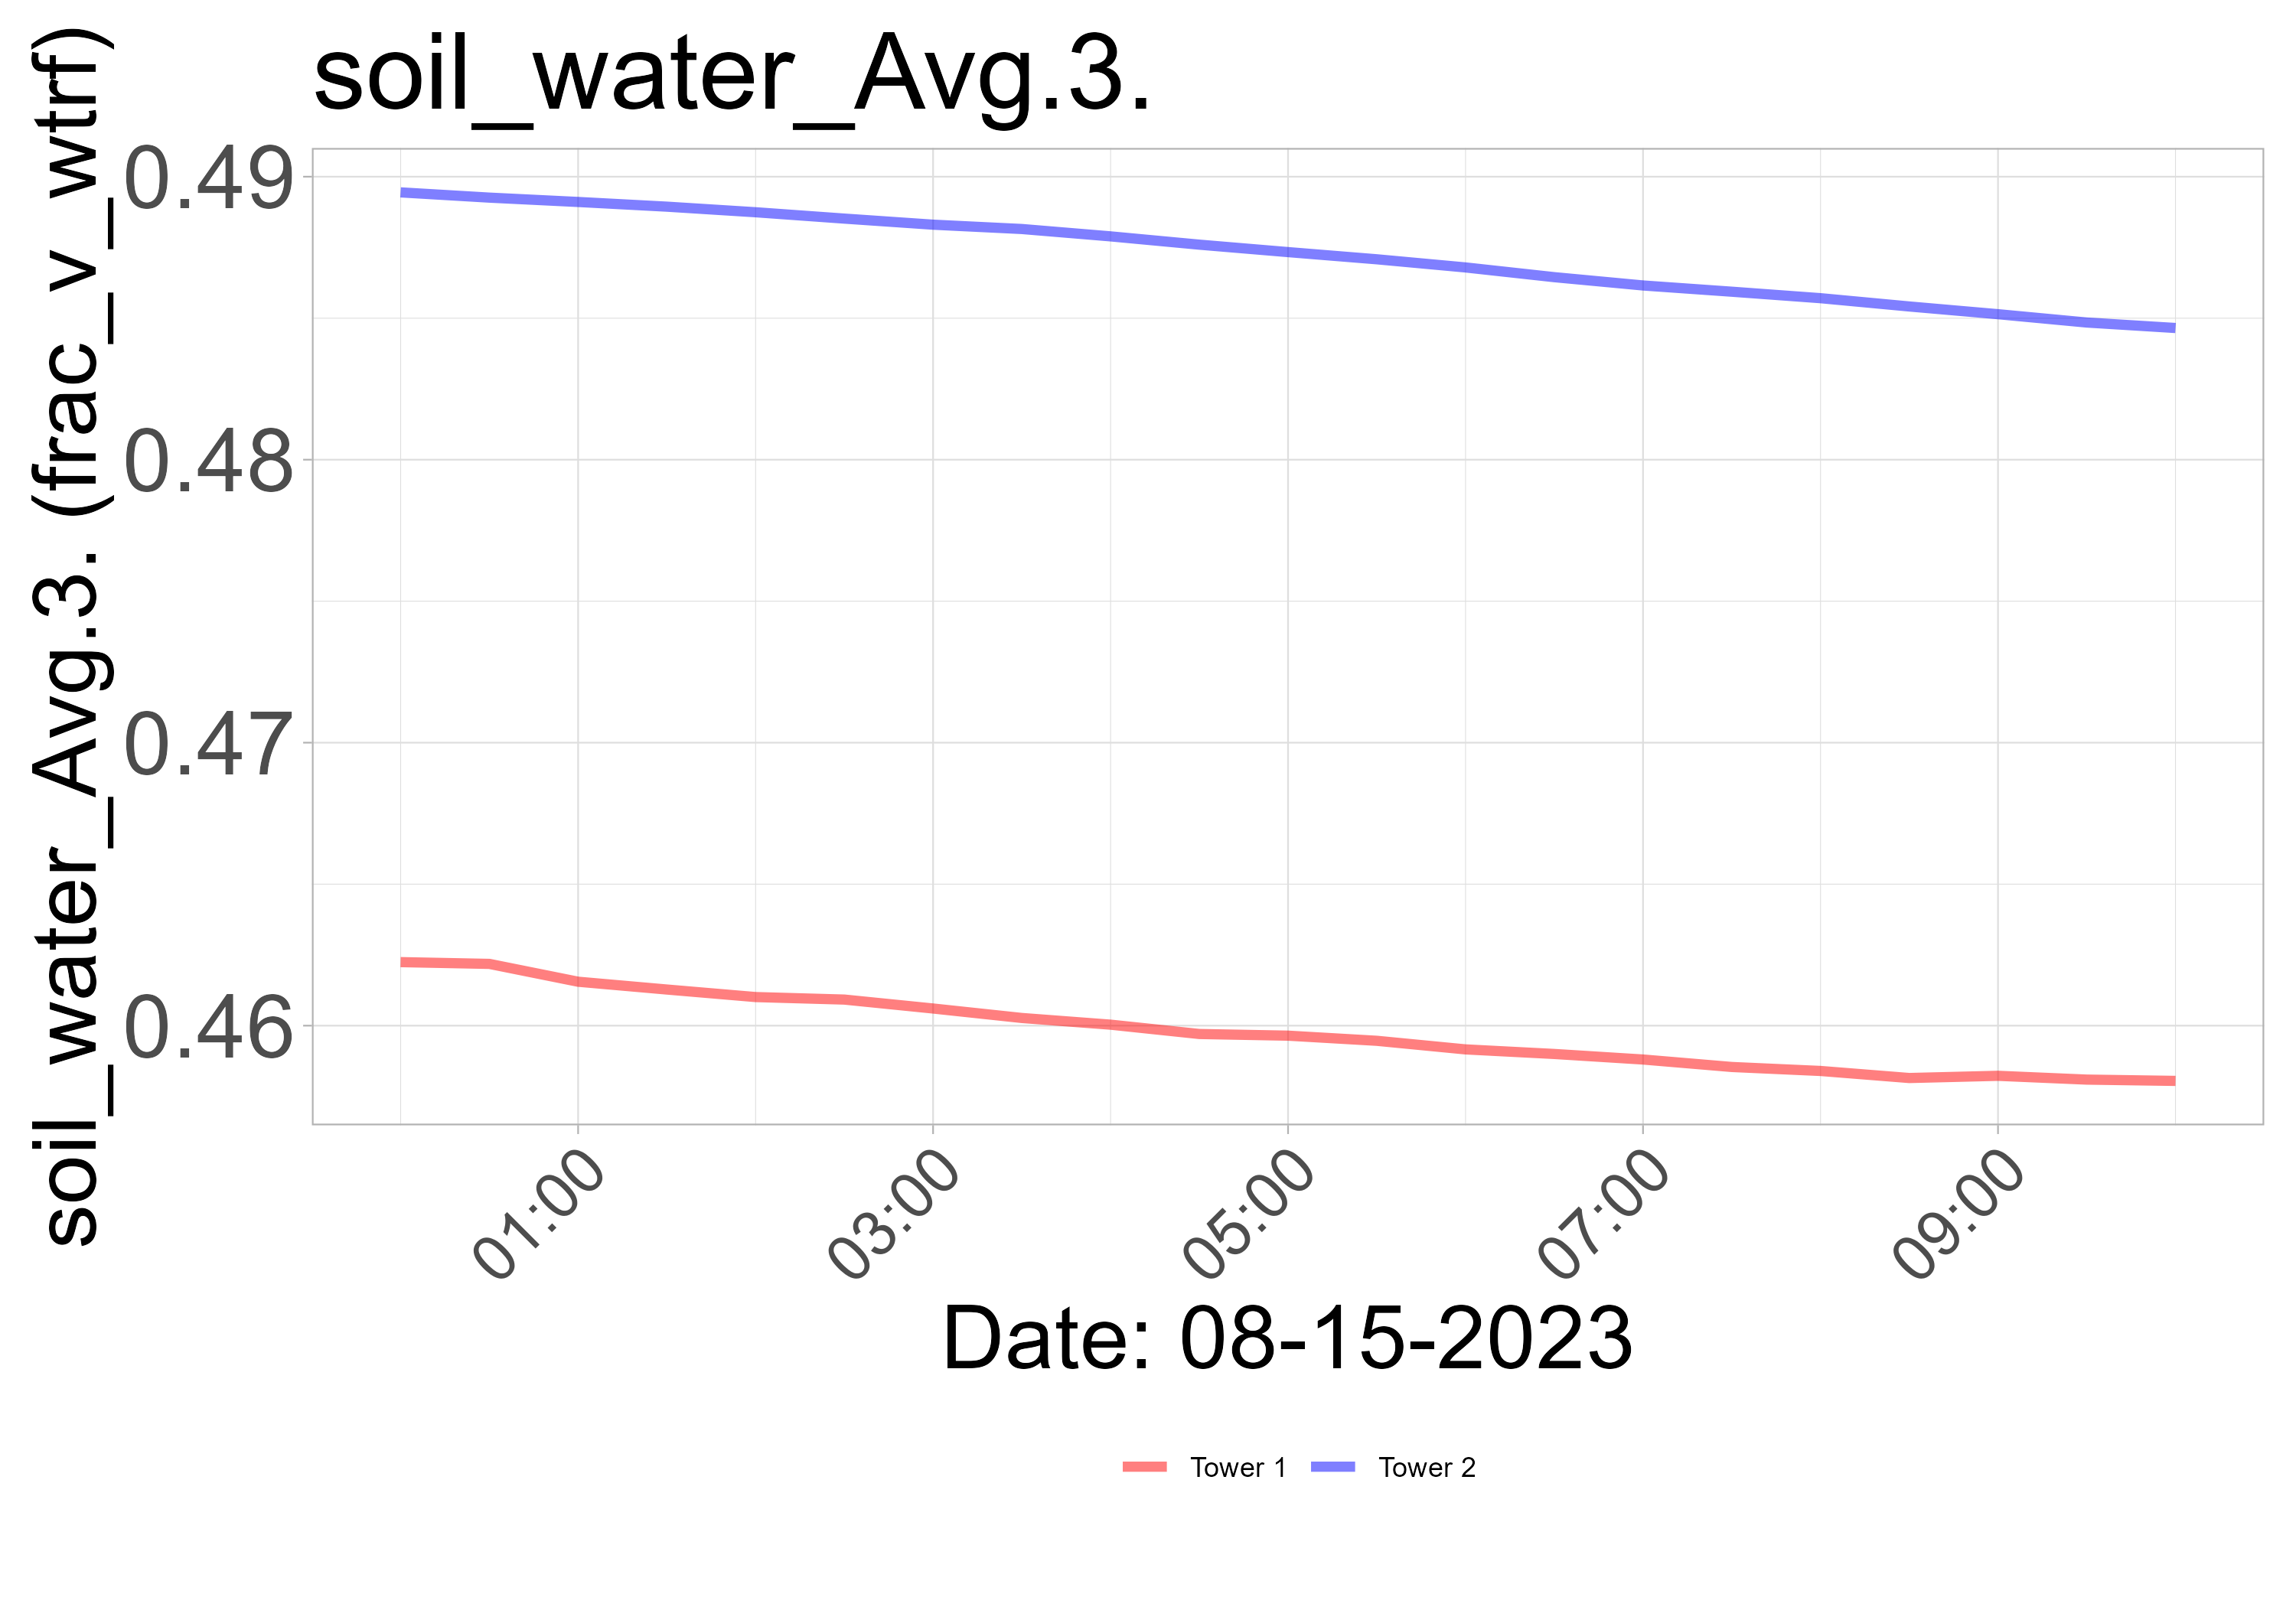 soil_water_Avg.3.
soil_water_Avg.3. (frac_v_wtrf)
0.49
0.48
0.47
0.46
01:00
03:00
05:00
07:00
09:00
Date: 08-15-2023
Tower 1
Tower 2